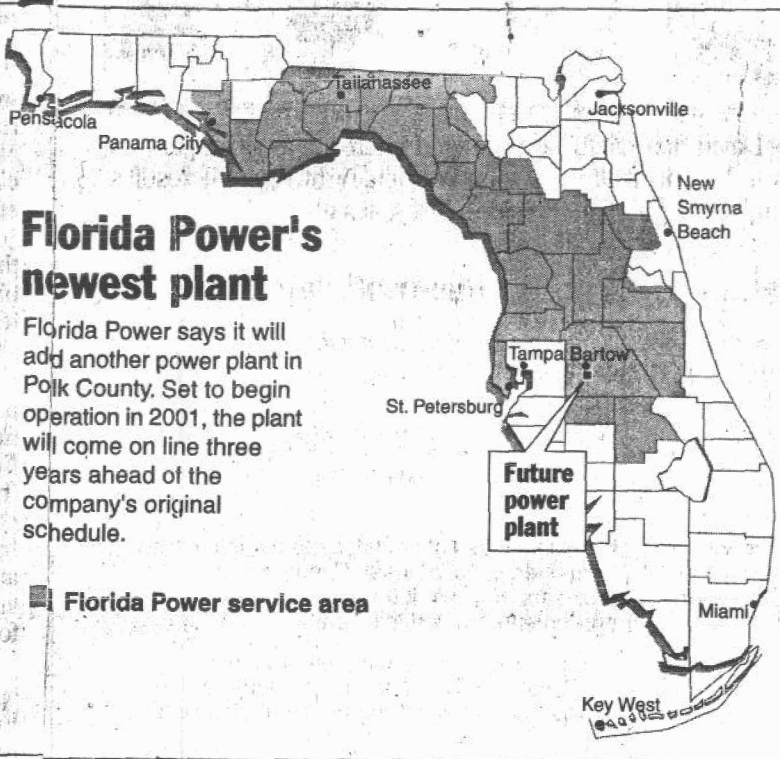 Tallahassee
Pensacola
Jacksonville
Panama City
New
Smyrna
Beach
Florida Power's
newest plant
Florida Power says it will
add another power plant in
Polk County. Set to begin
operation in 2001, the plant
will come on line three
years ahead of the
company's original
schedule.
Tampa Bartow
St. Petersburg
Future
power
plant
Florida Power service area
Miami
Key West